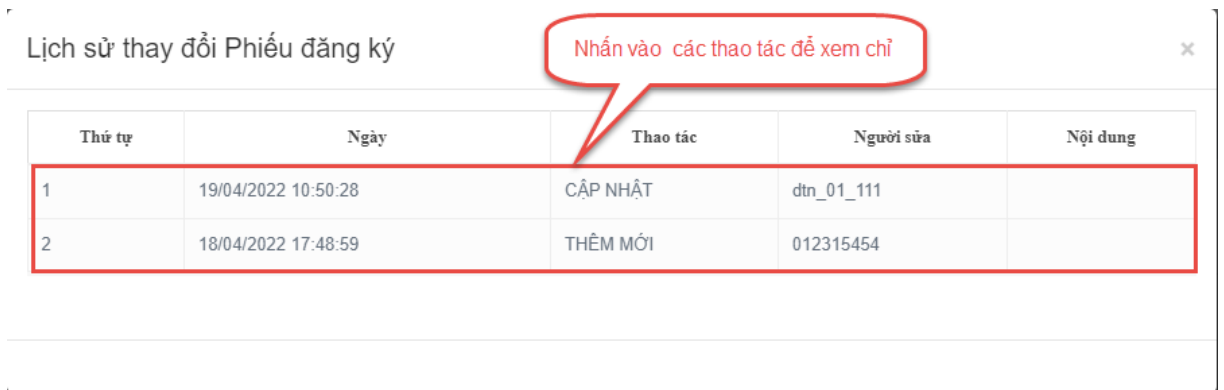 Lịch sử thay đổi Phiếu đăng ký
Nhấn vào các thao tác để xem chỉ
×
Thứ tự Ngày Thao tác Người sửa Nội dung
1 19/04/2022 10:50:28 CẬP NHẬT dtn_01_111
2 18/04/2022 17:48:59 THÊM MỚI 012315454